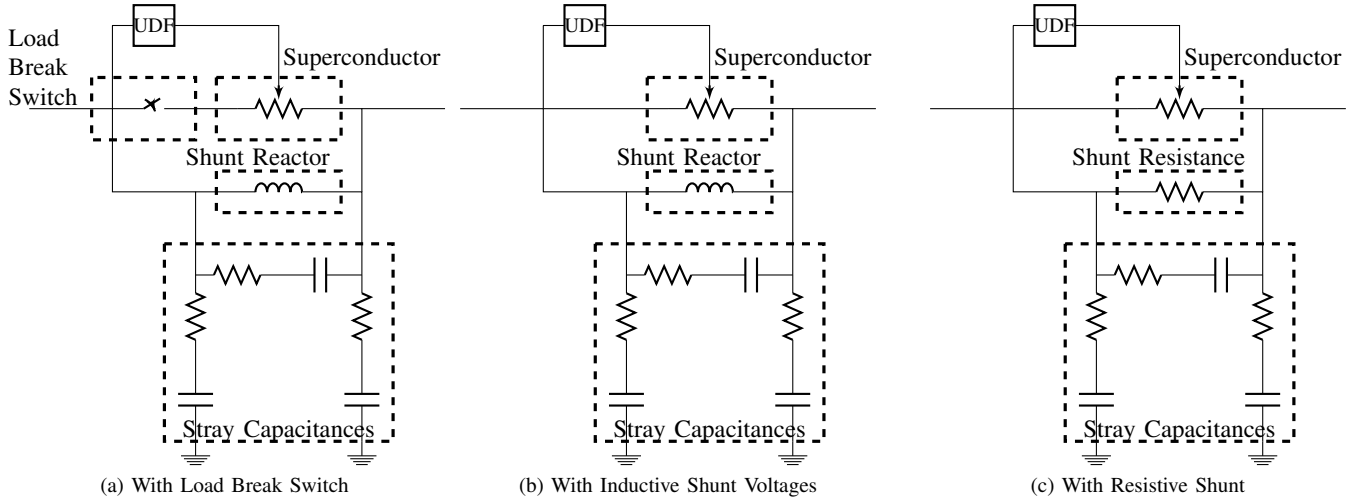 UDF
Load
Break
Switch
Superconductor
Shunt Reactor
Stray Capacitances
(a) With Load Break Switch
UDF
Superconductor
Shunt Reactor
Stray Capacitances
(b) With Inductive Shunt Voltages
UDF
Superconductor
Shunt Resistance
Stray Capacitances
(c) With Resistive Shunt